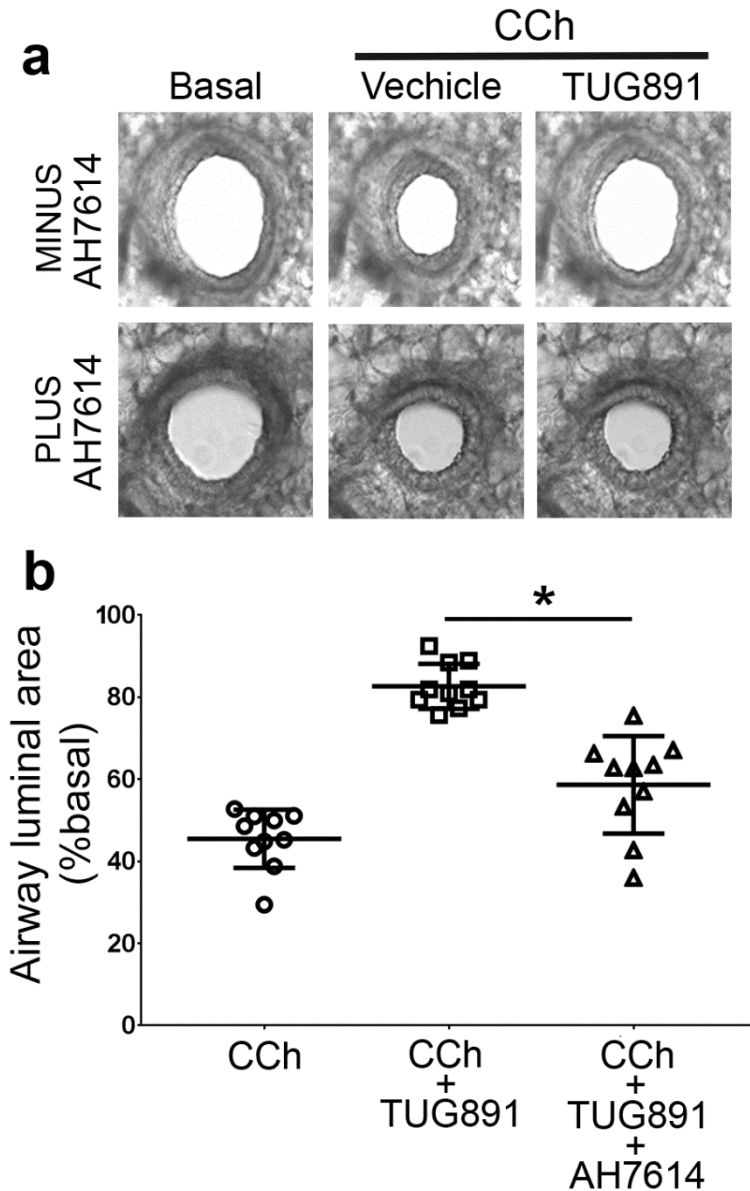 a
CCh
Basal Vechicle TUG891
MINUS
AH7614
PLUS
AH7614
b
Airway luminal area
(%basal)
100
80
60
40
20
0
*
CCh
CCh
+
TUG891
CCh
+
TUG891
+
AH7614